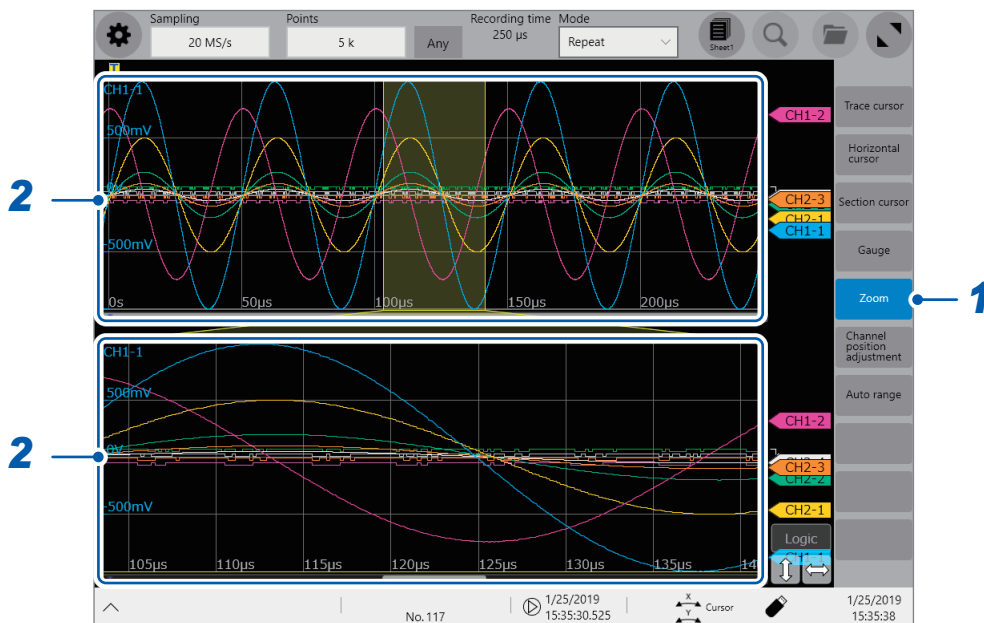 Sampling
20 MS/s
Points
5 k
Any
Recording time
250 µs
Mode
Repeat
Sheet1
T
CH1-1
500mV
0V
-500mV
0s
50µs
100µs
150µs
200µs
CH1-2
CH2-3
CH2-1
CH1-1
2
Trace cursor
Horizontal
cursor
Section cursor
Gauge
Zoom
1
Channel
position
adjustment
Auto range
CH1-1
500mV
0V
-500mV
105µs
110µs
115µs
120µs
125µs
130µs
135µs
14
CH1-2
CH2-3
CH2-2
CH2-1
Logic
CH1-1
2
No. 117
1/25/2019
15:35:30.525
X
Y
Cursor
1/25/2019
15:35:38